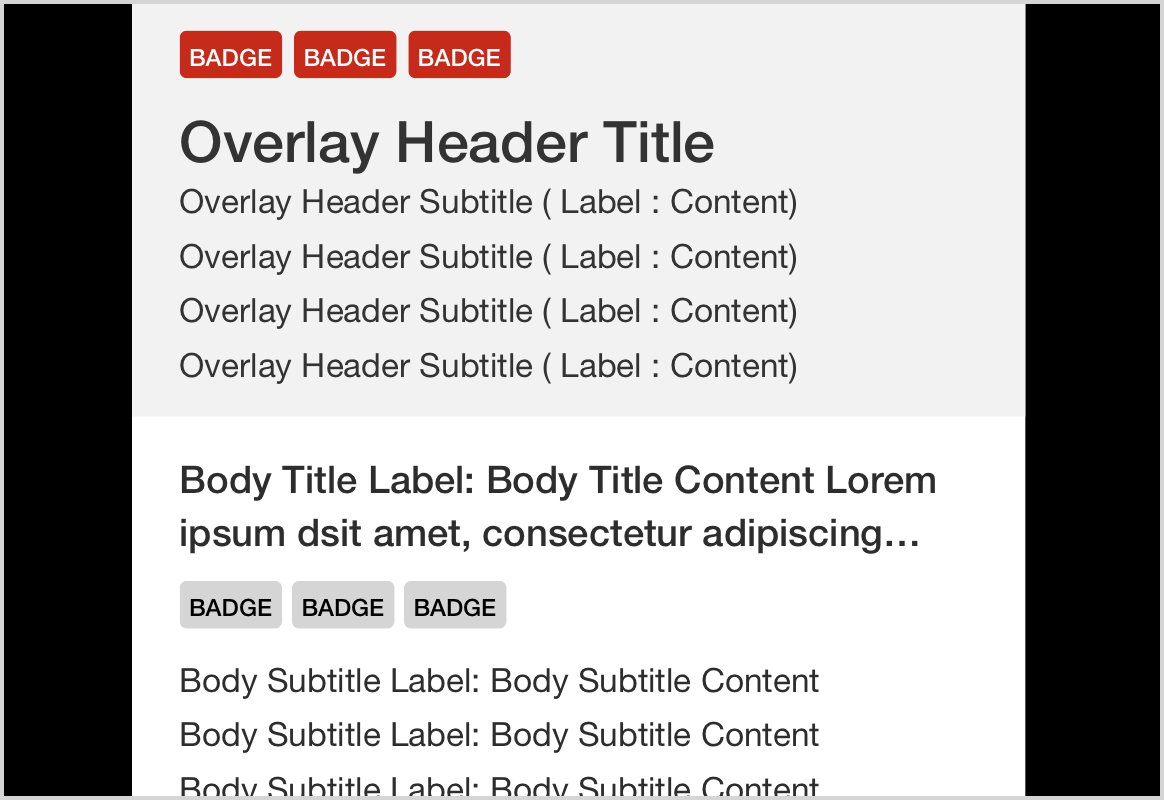 BADGE BADGE BADGE
Overlay Header Title
Overlay Header Subtitle ( Label : Content)
Overlay Header Subtitle ( Label : Content)
Overlay Header Subtitle ( Label : Content)
Overlay Header Subtitle ( Label : Content)
Body Title Label: Body Title Content Lorem
ipsum dsit amet, consectetur adipiscing…
BADGE BADGE BADGE
Body Subtitle Label: Body Subtitle Content
Body Subtitle Label: Body Subtitle Content
Body Subtitle Label: Body Subtitle Content